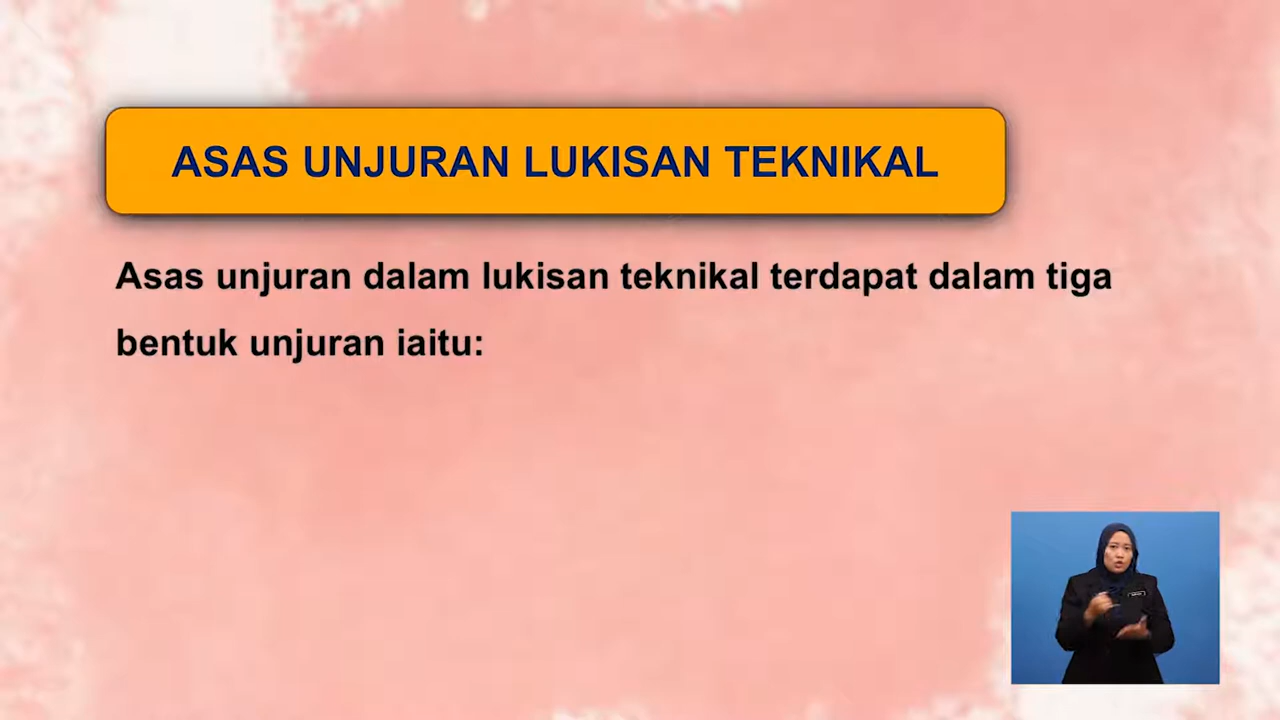 ASAS UNJURAN LUKISAN TEKNIKAL
Asas unjuran dalam lukisan teknikal terdapat dalam tiga
bentuk unjuran iaitu: